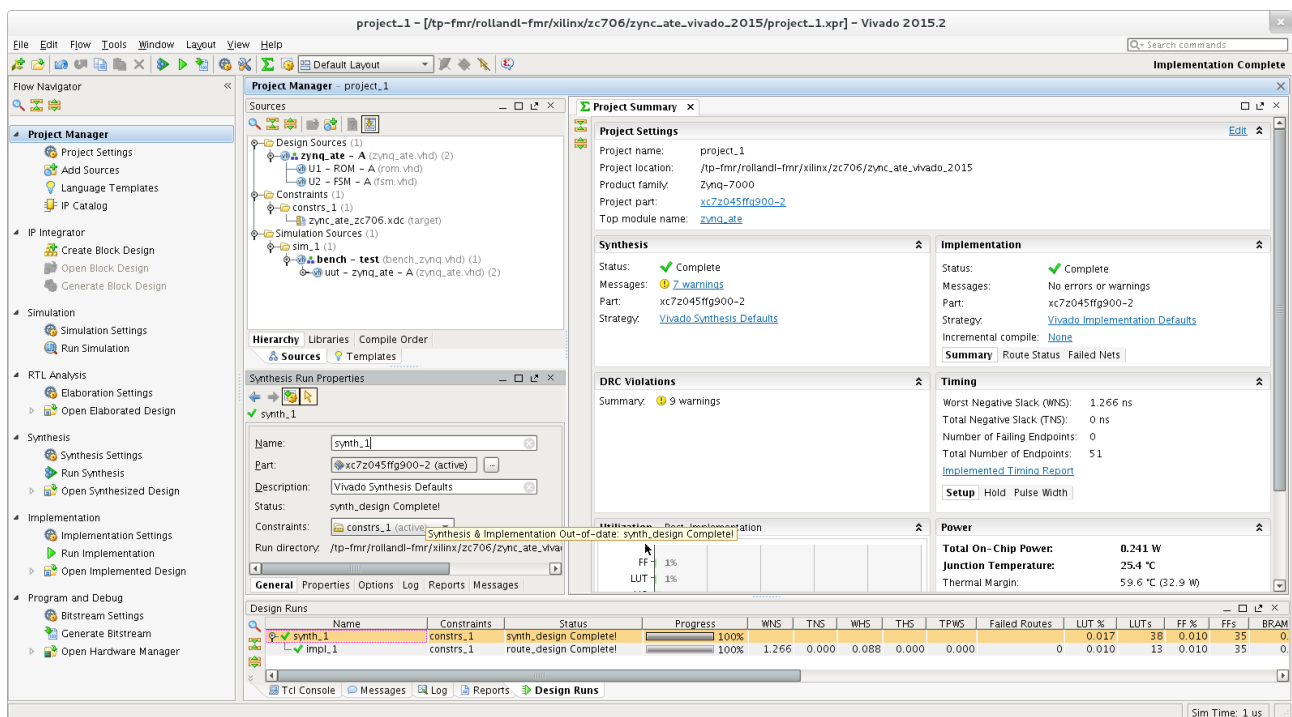 project_1 - [/tp-fmr/rollandl-fmr/xilinx/zc706/zync_ate_vivado_2015/project_1.xpr] - Vivado 2015.2
File Edit Flow Tools Window Layout View Help
Q- Search commands
Default Layout
Implementation Complete
Flow Navigator
Project Manager
Project Settings
Add Sources
Language Templates
IP Catalog
IP Integrator
Create Block Design
Open Block Design
Generate Block Design
Simulation
Simulation Settings
Run Simulation
RTL Analysis
Elaboration Settings
Open Elaborated Design
Synthesis
Synthesis Settings
Run Synthesis
Open Synthesized Design
Implementation
Implementation Settings
Run Implementation
Open Implemented Design
Program and Debug
Bitstream Settings
Generate Bitstream
Open Hardware Manager
Project Manager - project_1
Sources
Design Sources (1)
zynq_ate - A (zynq_ate.vhd) (2)
U1 - ROM - A (rom.vhd)
U2 - FSM - A (fsm.vhd)
Constraints (1)
constrs_1 (1)
zync_ate_zc706.xdc (target)
Simulation Sources (1)
sim_1 (1)
bench - test (bench_zynq.vhd) (1)
uut - zynq_ate - A (zynq_ate.vhd) (2)
Hierarchy Libraries Compile Order
Sources Templates
Synthesis Run Properties
synth_1
Name: synth_1
Part: xc7z045ffg900-2 (active)
Description: Vivado Synthesis Defaults
Status: synth_design Complete!
Constraints: constrs_1 (active)
Synthesis & Implementation Out-of-date: synth_design Complete!
Run directory: /tp-fmr/rollandl-fmr/xilinx/zc706/zync_ate_viva
General Properties Options Log Reports Messages
Project Summary
Project Settings
Edit
Project name: project_1
Project location: /tp-fmr/rollandl-fmr/xilinx/zc706/zync_ate_vivado_2015
Product family: Zynq-7000
Project part: xc7z045ffg900-2
Top module name: zynq_ate
Synthesis
Status: Complete
Messages: 7 warnings
Part: xc7z045ffg900-2
Strategy: Vivado Synthesis Defaults
Implementation
Status: Complete
Messages: No errors or warnings
Part: xc7z045ffg900-2
Strategy: Vivado Implementation Defaults
Incremental compile: None
Summary Route Status Failed Nets
DRC Violations
Summary: 9 warnings
Timing
Worst Negative Slack (WNS): 1.266 ns
Total Negative Slack (TNS): 0 ns
Number of Failing Endpoints: 0
Total Number of Endpoints: 51
Implemented Timing Report
Setup Hold Pulse Width
Utilization - Post-Implementation
FF 1%
LUT 1%
Power
Total On-Chip Power: 0.241 W
Junction Temperature: 25.4 °C
Thermal Margin: 59.6 °C (32.9 W)
Design Runs
Name Constraints Status Progress WNS TNS WHS THS TPWS Failed Routes LUT % LUTs FF % FFs BRAM
synth_1 constrs_1 synth_design Complete! 100% 0.017 38 0.010 35 0.
impl_1 constrs_1 route_design Complete! 100% 1.266 0.000 0.088 0.000 0.000 0 0.010 13 0.010 35 0.
Tcl Console Messages Log Reports Design Runs
Sim Time: 1 us